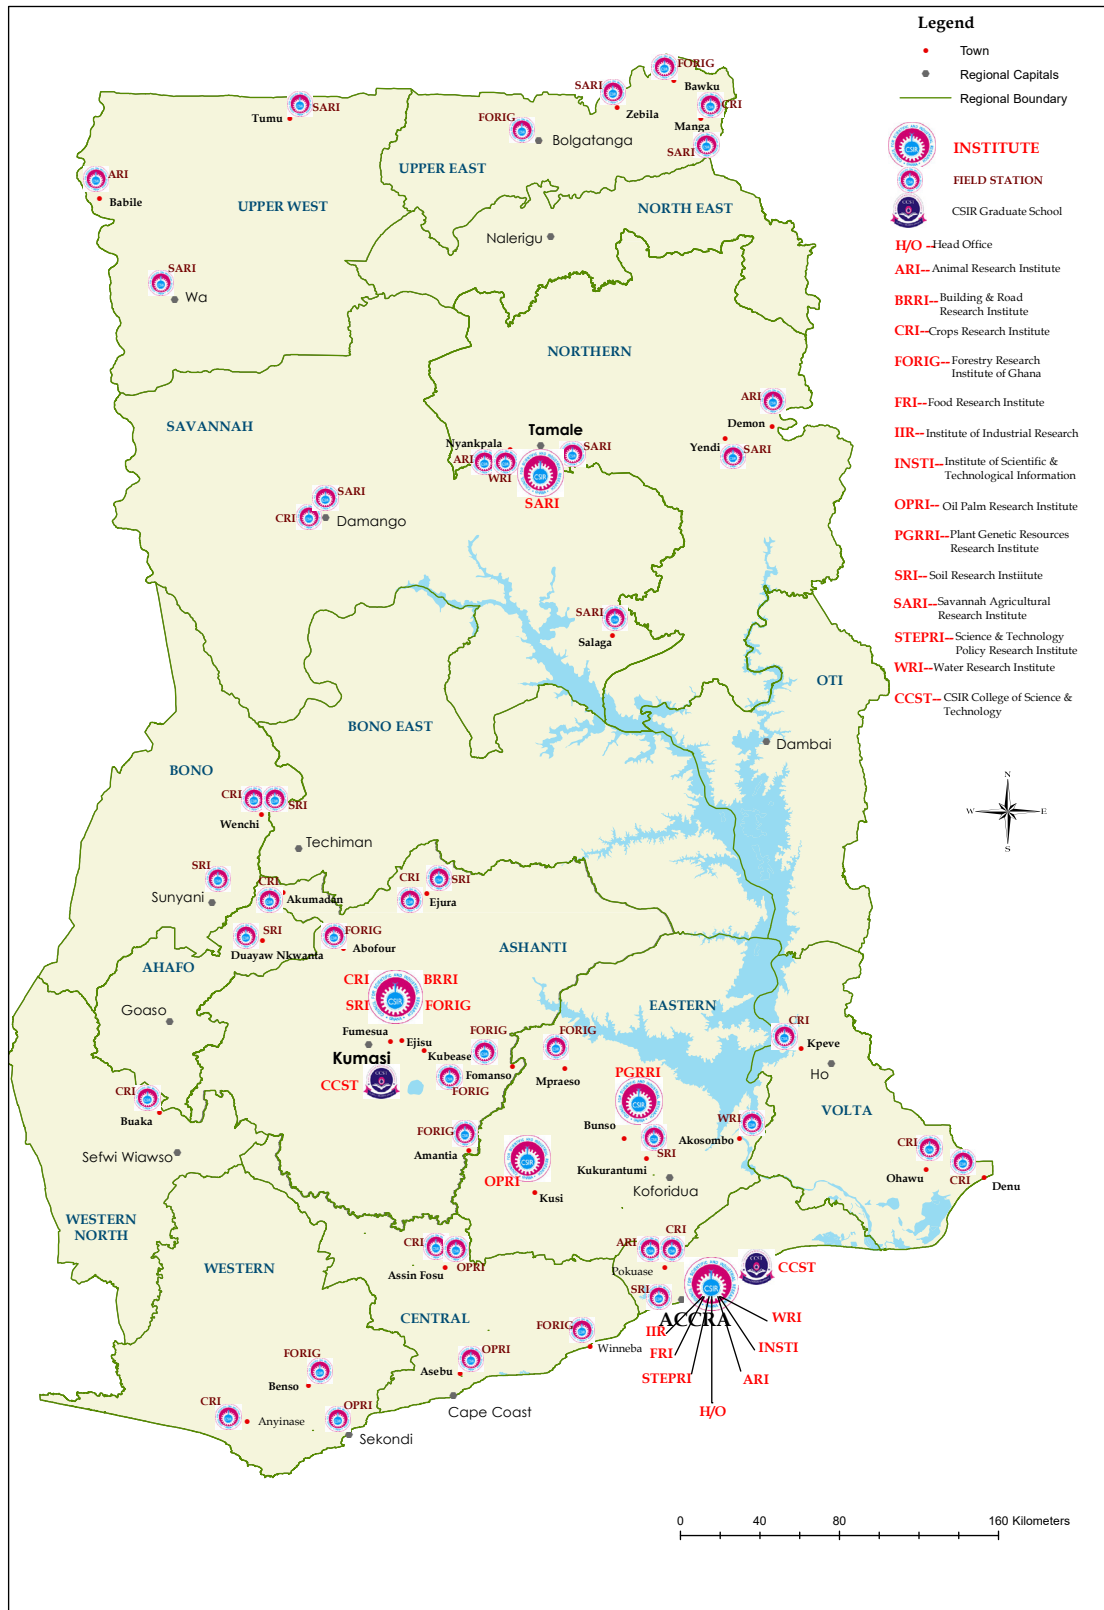 Legend
Town
Regional Capitals
Regional Boundary
INSTITUTE
FIELD STATION
CSIR Graduate School
H/O --Head Office
ARI-- Animal Research Institute
BRRI-- Building & Road
Research Institute
CRI--Crops Research Institute
FORIG-- Forestry Research
Institute of Ghana
FRI--Food Research Institute
IIR-- Institute of Industrial Research
INSTI-- Institute of Scientific &
Technological Information
OPRI-- Oil Palm Research Institute
PGRRI--Plant Genetic Resources
Research Institute
SRI--Soil Research Instiitute
SARI--Savannah Agricultural
Research Institute
STEPRI-- Science & Technology
Policy Research Institute
WRI--Water Research Institute
CCST-- CSIR College of Science &
Technology
N
W E
S
FORIG
Bawku
SARI
Zebila
CRI
Manga
SARI
SARI
Tumu
FORIG
Bolgatanga
UPPER EAST
ARI
Babile
UPPER WEST
NORTH EAST
Nalerigu
SARI
Wa
NORTHERN
SAVANNAH
ARI
Demon
Yendi
SARI
Tamale
Nyankpala
ARI
WRI
SARI
SARI
SARI
CRI
Damango
SARI
Salaga
OTI
BONO EAST
Dambai
BONO
CRI
SRI
Wenchi
Techiman
SRI
Sunyani
CRI
Akumadan
CRI
SRI
Ejura
SRI
Duayaw Nkwanta
FORIG
Abofour
ASHANTI
AHAFO
Goaso
CRI
BRRI
SRI
FORIG
EASTERN
Fumesua
Ejisu
Kumasi
Kubease
FORIG
Fomanso
FORIG
CCST
FORIG
Mpraeso
CRI
Kpeve
Ho
PGRRI
CRI
Buaka
Bunso
WRI
Akosombo
VOLTA
SRI
Kukurantumi
Koforidua
FORIG
Amantia
Sefwi Wiawso
OPRI
Kusi
CRI
Ohawu
CRI
Denu
WESTERN
NORTH
WESTERN
CRI
OPRI
Assin Fosu
ARI
CRI
Pokuase
SRI
CCST
ACCRA
CENTRAL
WRI
IIR
FRI
INSTI
STEPRI
ARI
H/O
FORIG
Winneba
FORIG
Benso
OPRI
Asebu
Cape Coast
CRI
Anyinase
OPRI
Sekondi
0 40 80 160 Kilometers
CSIR
CSIR
CSIR
CSIR
CSIR
CSIR